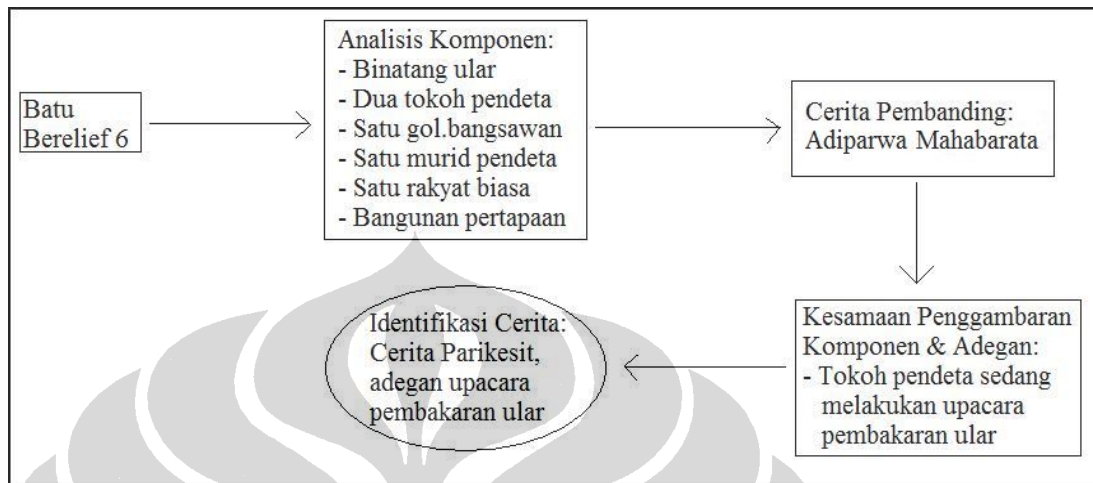 Batu
Berelief 6
Analisis Komponen:
- Binatang ular
- Dua tokoh pendeta
- Satu gol.bangsawan
- Satu murid pendeta
- Satu rakyat biasa
- Bangunan pertapaan
Cerita Pembanding:
Adiparwa Mahabarata
Kesamaan Penggambaran
Komponen & Adegan:
- Tokoh pendeta sedang
melakukan upacara
pembakaran ular
Identifikasi Cerita:
Cerita Parikesit,
adegan upacara
pembakaran ular